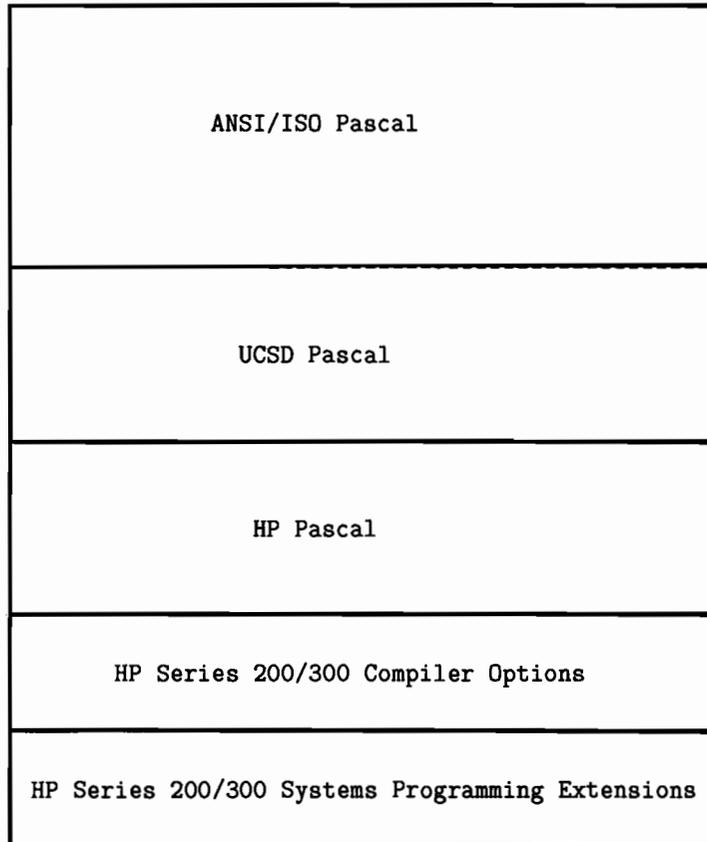 ANSI/ISO Pascal
UCSD Pascal
HP Pascal
HP Series 200/300 Compiler Options
HP Series 200/300 Systems Programming Extensions